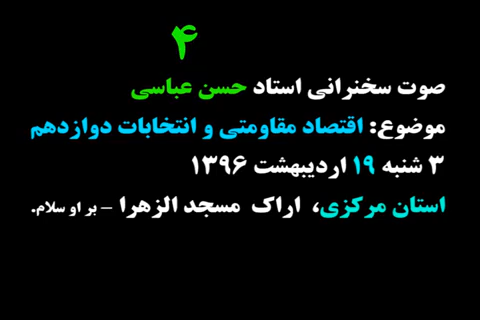 ۴
صوت سخنرانی استاد حسن عباسی
موضوع: اقتصاد مقاومتی و انتخابات دوازدهم
۳ شنبه ۱۹ اردیبهشت ۱۳۹۶
استان مرکزی، اراک مسجد الزهرا – بر او سلام.